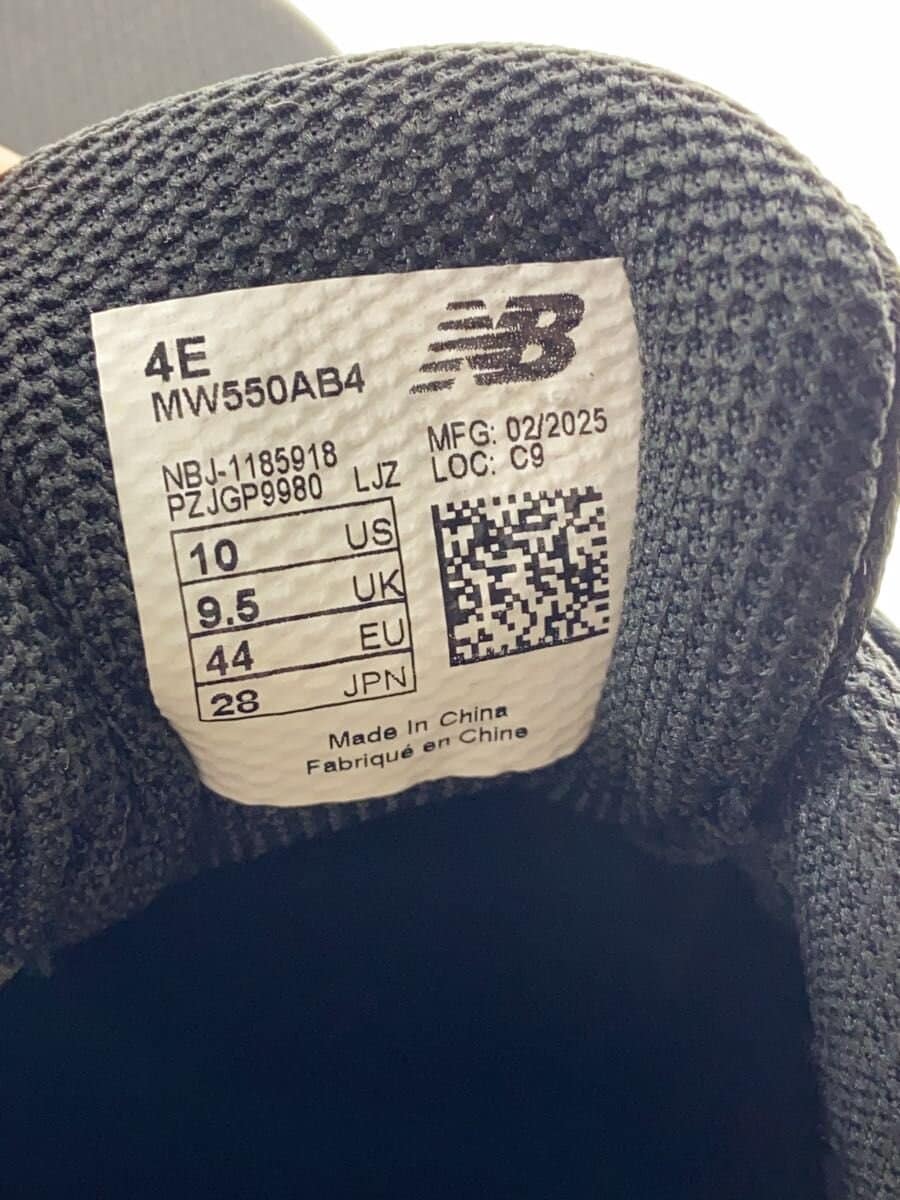 4E
MW550AB4
NB
NBJ-1185918
PZJGP9980 LJZ
MFG: 02/2025
LOC: C9
10 US
9.5 UK
44 EU
28 JPN
Made In China
Fabriqué en Chine